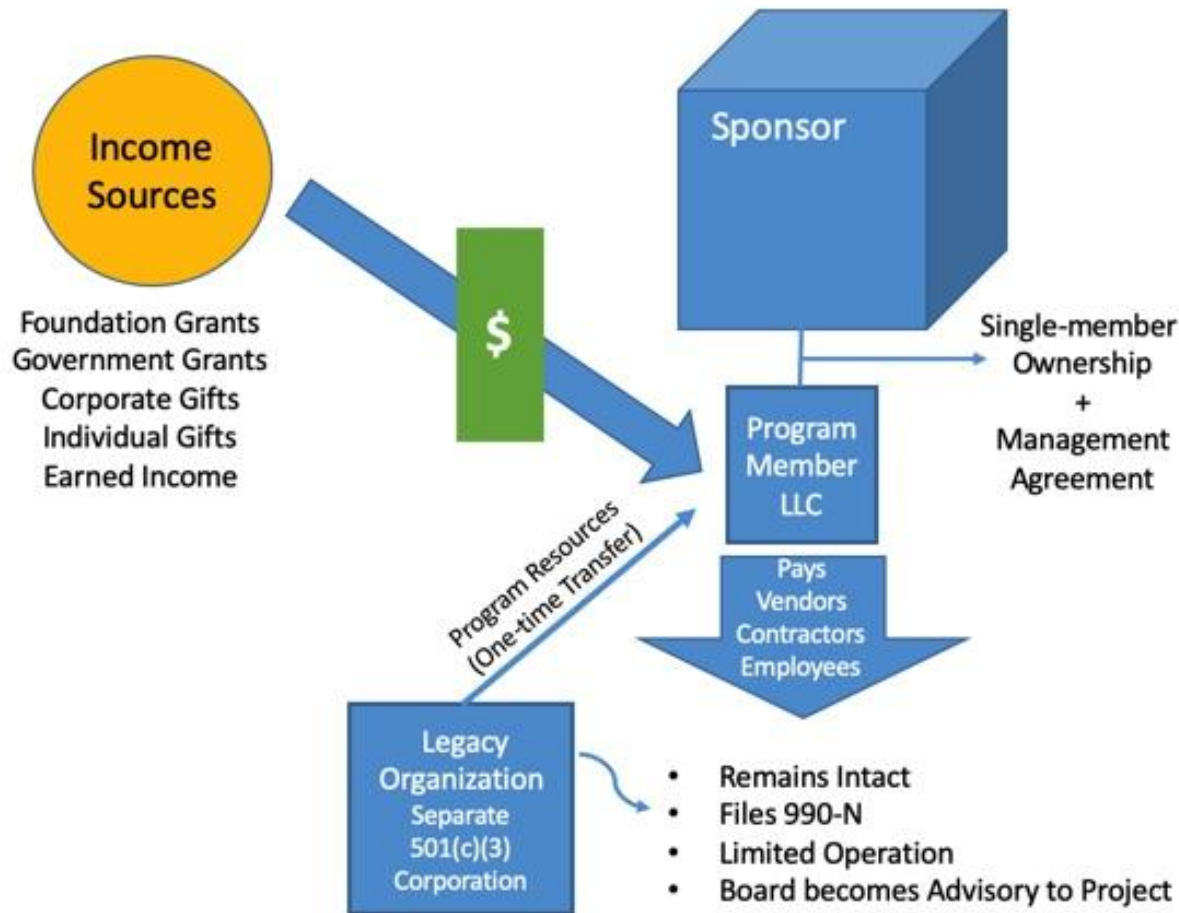 Income
Sources
Foundation Grants
Government Grants
Corporate Gifts
Individual Gifts
Earned Income
$
Sponsor
Single-member
Ownership
+
Management
Agreement
Program
Member
LLC
Pays
Vendors
Contractors
Employees
Program Resources
(One-time Transfer)
Legacy
Organization
Separate
501(c)(3)
Corporation
• Remains Intact
• Files 990-N
• Limited Operation
• Board becomes Advisory to Project